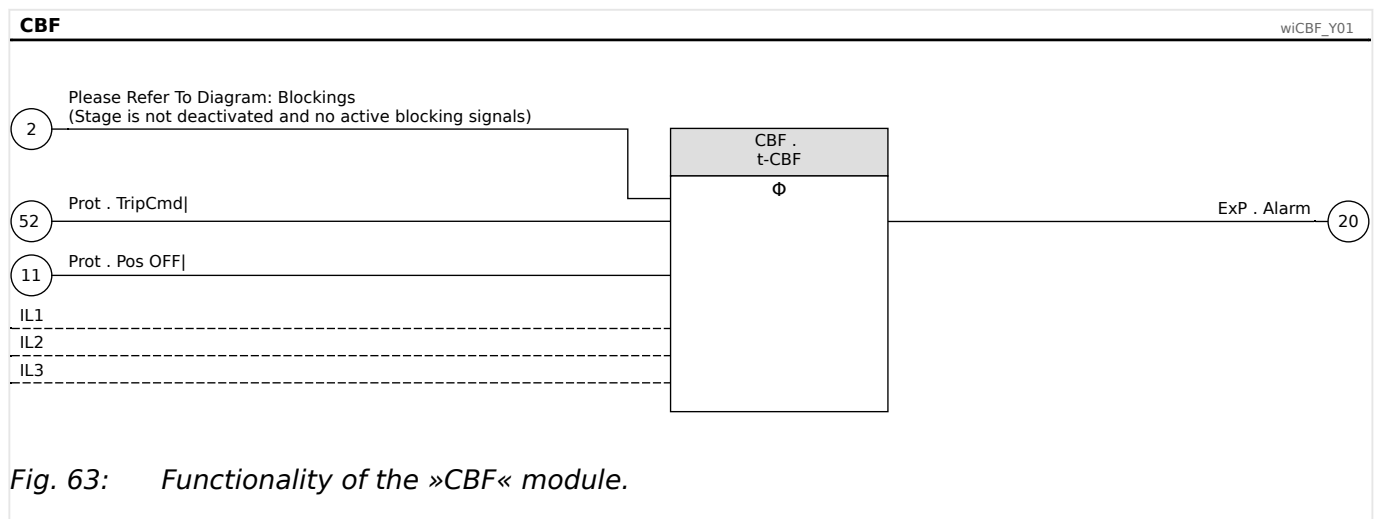 CBF
wiCBF_Y01
Please Refer To Diagram: Blockings
(Stage is not deactivated and no active blocking signals)
2
CBF .
t-CBF
Φ
Prot . TripCmd|
52
ExP . Alarm
20
Prot . Pos OFF|
11
IL1
IL2
IL3
Fig. 63: Functionality of the »CBF« module.